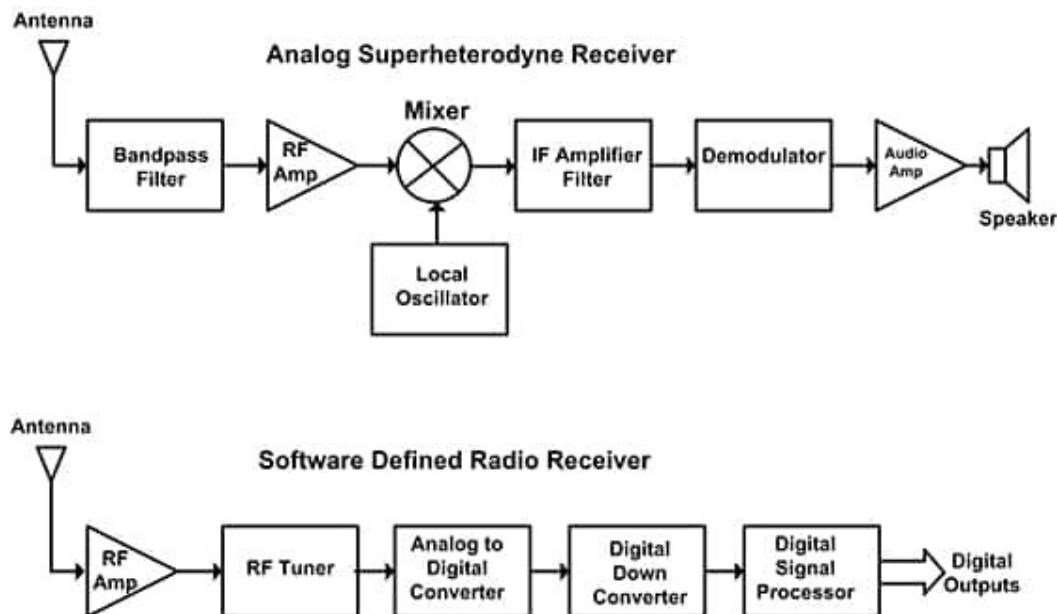 Antenna
Analog Superheterodyne Receiver
Mixer
Bandpass
Filter
RF
Amp
IF Amplifier
Filter
Demodulator
Audio
Amp
Speaker
Local
Oscillator
Antenna
Software Defined Radio Receiver
RF
Amp
RF Tuner
Analog to
Digital
Converter
Digital
Down
Converter
Digital
Signal
Processor
Digital
Outputs